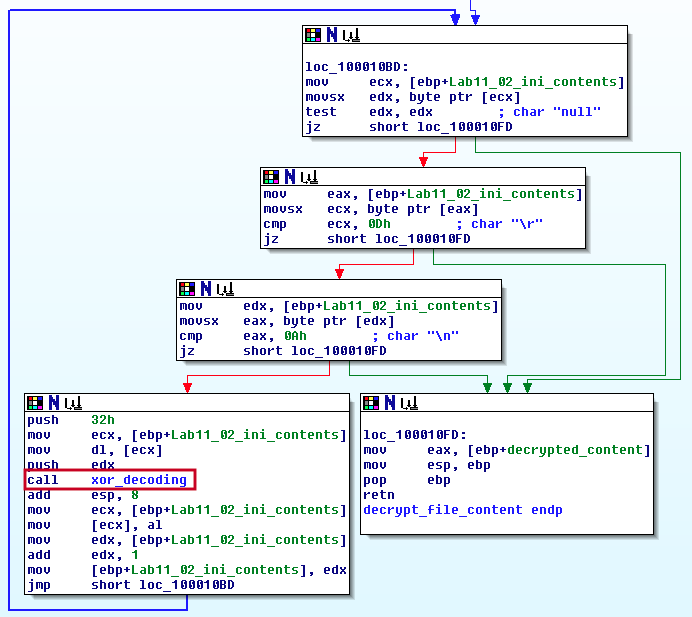 loc_100010BD:
mov ecx, [ebp+Lab11_02_ini_contents]
movsx edx, byte ptr [ecx]
test edx, edx ; char "null"
jz short loc_100010FD
mov eax, [ebp+Lab11_02_ini_contents]
movsx ecx, byte ptr [eax]
cmp ecx, 0Dh ; char "\r"
jz short loc_100010FD
mov edx, [ebp+Lab11_02_ini_contents]
movsx eax, byte ptr [edx]
cmp eax, 0Ah ; char "\n"
jz short loc_100010FD
push 32h
mov ecx, [ebp+Lab11_02_ini_contents]
mov dl, [ecx]
push edx
call xor_decoding
add esp, 8
mov ecx, [ebp+Lab11_02_ini_contents]
mov [ecx], al
mov edx, [ebp+Lab11_02_ini_contents]
add edx, 1
mov [ebp+Lab11_02_ini_contents], edx
jmp short loc_100010BD
loc_100010FD:
mov eax, [ebp+decrypted_content]
mov esp, ebp
pop ebp
retn
decrypt_file_content endp